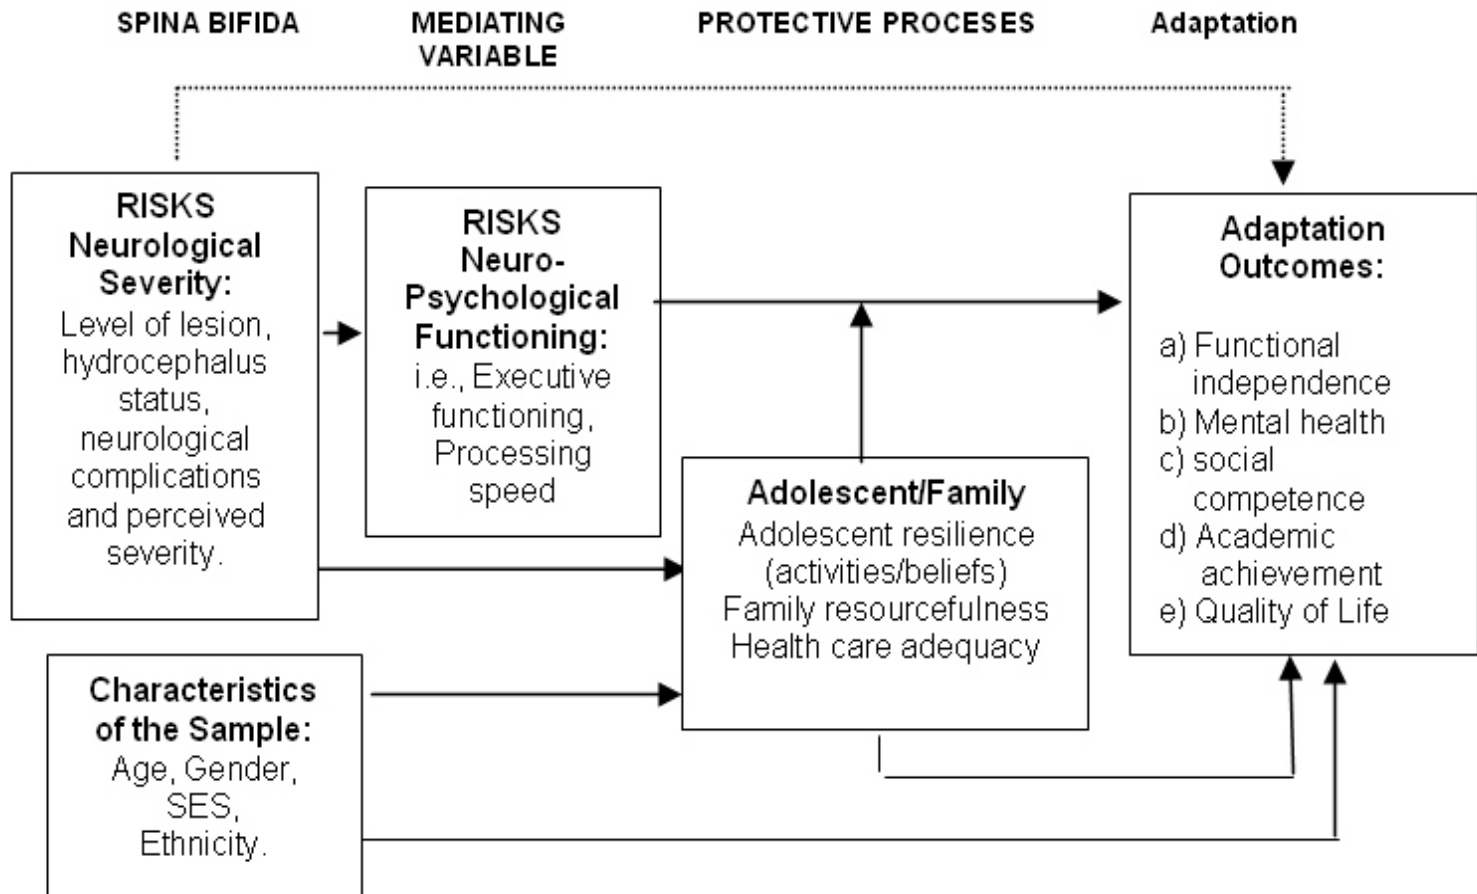 SPINA BIFIDA
MEDIATING
VARIABLE
PROTECTIVE PROCESES
Adaptation
RISKS
Neurological
Severity:
Level of lesion,
hydrocephalus
status,
neurological
complications
and perceived
severity.
RISKS
Neuro-
Psychological
Functioning:
i.e., Executive
functioning,
Processing
speed
Adolescent/Family
Adolescent resilience
(activities/beliefs)
Family resourcefulness
Health care adequacy
Adaptation
Outcomes:
a) Functional
independence
b) Mental health
c) social
competence
d) Academic
achievement
e) Quality of Life
Characteristics
of the Sample:
Age, Gender,
SES,
Ethnicity.